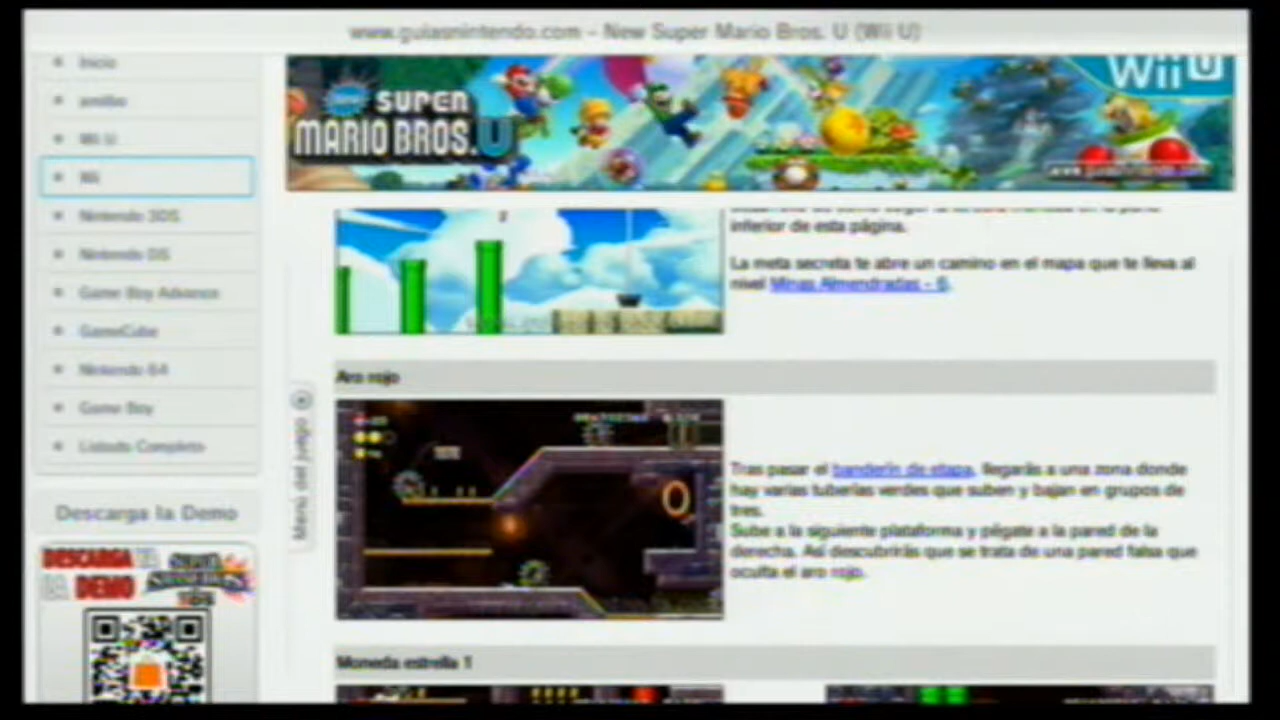 www.guiasnintendo.com - New Super Mario Bros. U (Wii U)
Inicio
amiibo
Wii U
Wii
Nintendo 3DS
Nintendo DS
Game Boy Advance
GameCube
Nintendo 64
Game Boy
Listado Completo
Descarga la Demo
DESCARGA
LA DEMO
SUPER
NEW
SUPER
MARIO BROS. U
Wii U
Menú del juego
inferior de esta página.
La meta secreta te abre un camino en el mapa que te lleva al
nivel Minas Almendradas - 6.
Aro rojo
Tras pasar el banderín de etapa, llegarás a una zona donde
hay varias tuberías verdes que suben y bajan en grupos de
tres.
Sube a la siguiente plataforma y pégate a la pared de la
derecha. Así descubrirás que se trata de una pared falsa que
oculta el aro rojo.
Moneda estrella 1